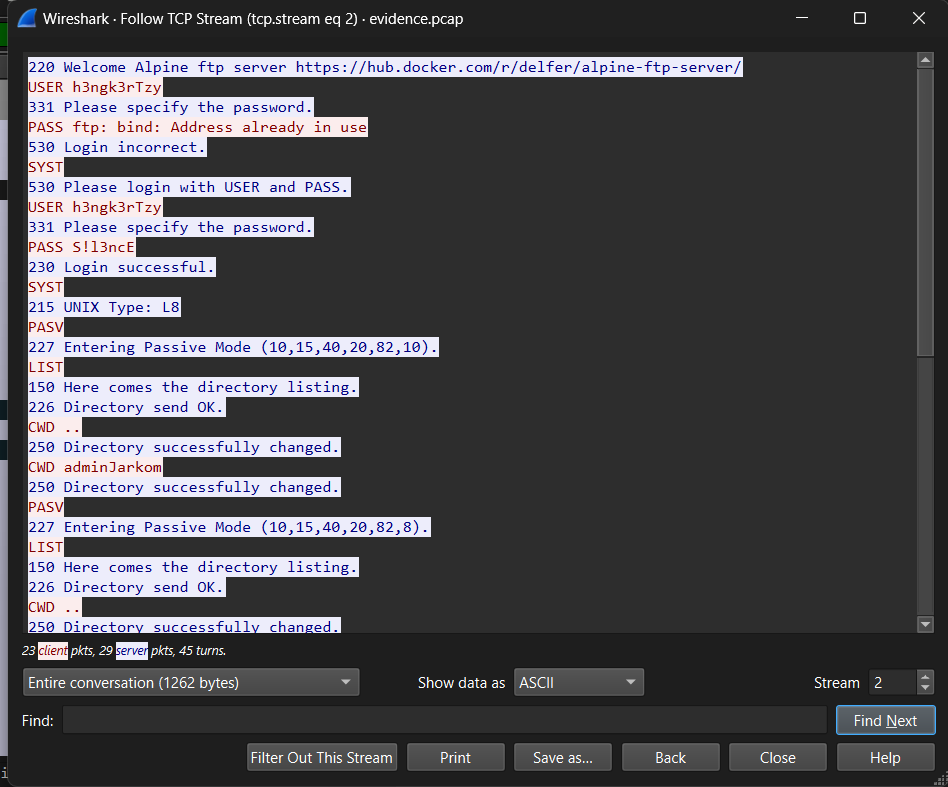 Wireshark · Follow TCP Stream (tcp.stream eq 2) · evidence.pcap
220 Welcome Alpine ftp server https://hub.docker.com/r/delfer/alpine-ftp-server/
USER h3ngk3rTzy
331 Please specify the password.
PASS ftp: bind: Address already in use
530 Login incorrect.
SYST
530 Please login with USER and PASS.
USER h3ngk3rTzy
331 Please specify the password.
PASS S!l3ncE
230 Login successful.
SYST
215 UNIX Type: L8
PASV
227 Entering Passive Mode (10,15,40,20,82,10).
LIST
150 Here comes the directory listing.
226 Directory send OK.
CWD ..
250 Directory successfully changed.
CWD adminJarkom
250 Directory successfully changed.
PASV
227 Entering Passive Mode (10,15,40,20,82,8).
LIST
150 Here comes the directory listing.
226 Directory send OK.
CWD ..
250 Directory successfully changed.
23 client pkts, 29 server pkts, 45 turns.
Entire conversation (1262 bytes) Show data as ASCII Stream 2
Find: Find Next
Filter Out This Stream Print Save as... Back Close Help